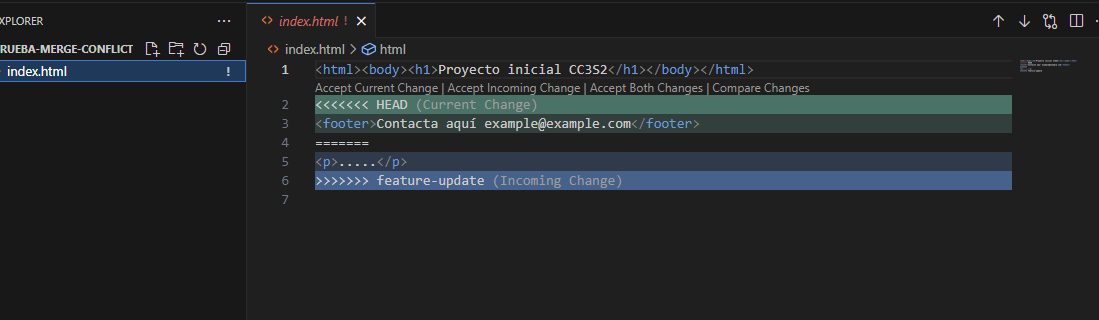 XPLORER ...
index.html ! ×
RUEBA-MERGE-CONFLICT
index.html !
index.html > html
1 <html><body><h1>Proyecto inicial CC3S2</h1></body></html>
Accept Current Change | Accept Incoming Change | Accept Both Changes | Compare Changes
2 <<<<<<< HEAD (Current Change)
3 <footer>Contacta aquí example@example.com</footer>
4 =======
5 <p>.....</p>
6 >>>>>>> feature-update (Incoming Change)
7